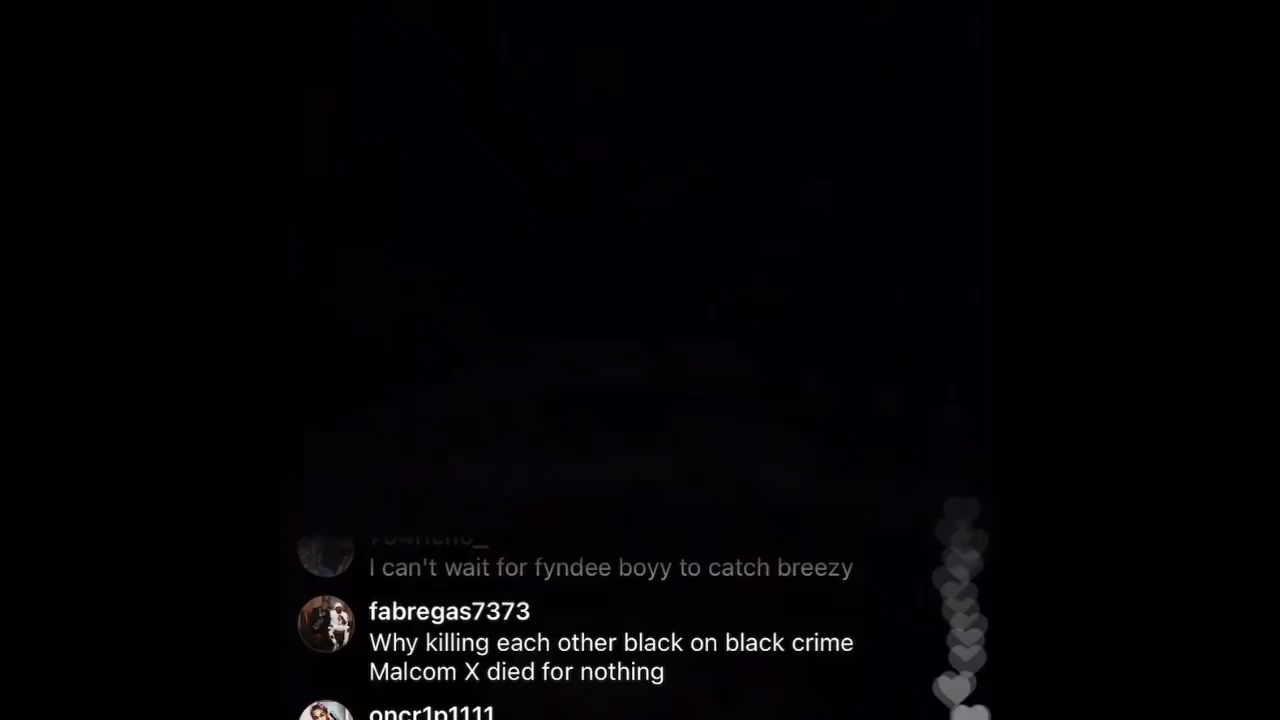 I can't wait for fyndee boyy to catch breezy
fabregas7373
Why killing each other black on black crime
Malcom X died for nothing
oncr1p1111